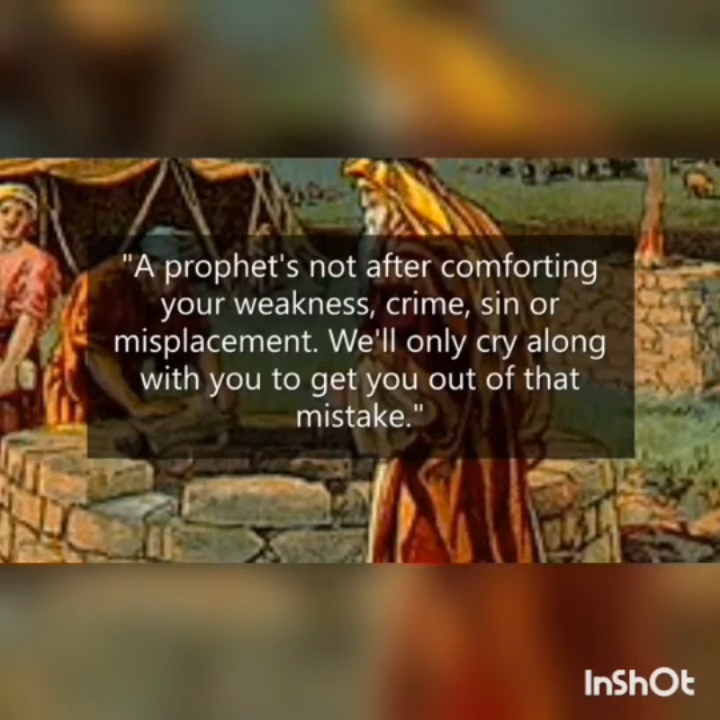 "A prophet's not after comforting
your weakness, crime, sin or
misplacement. We'll only cry along
with you to get you out of that
mistake."
InShOt